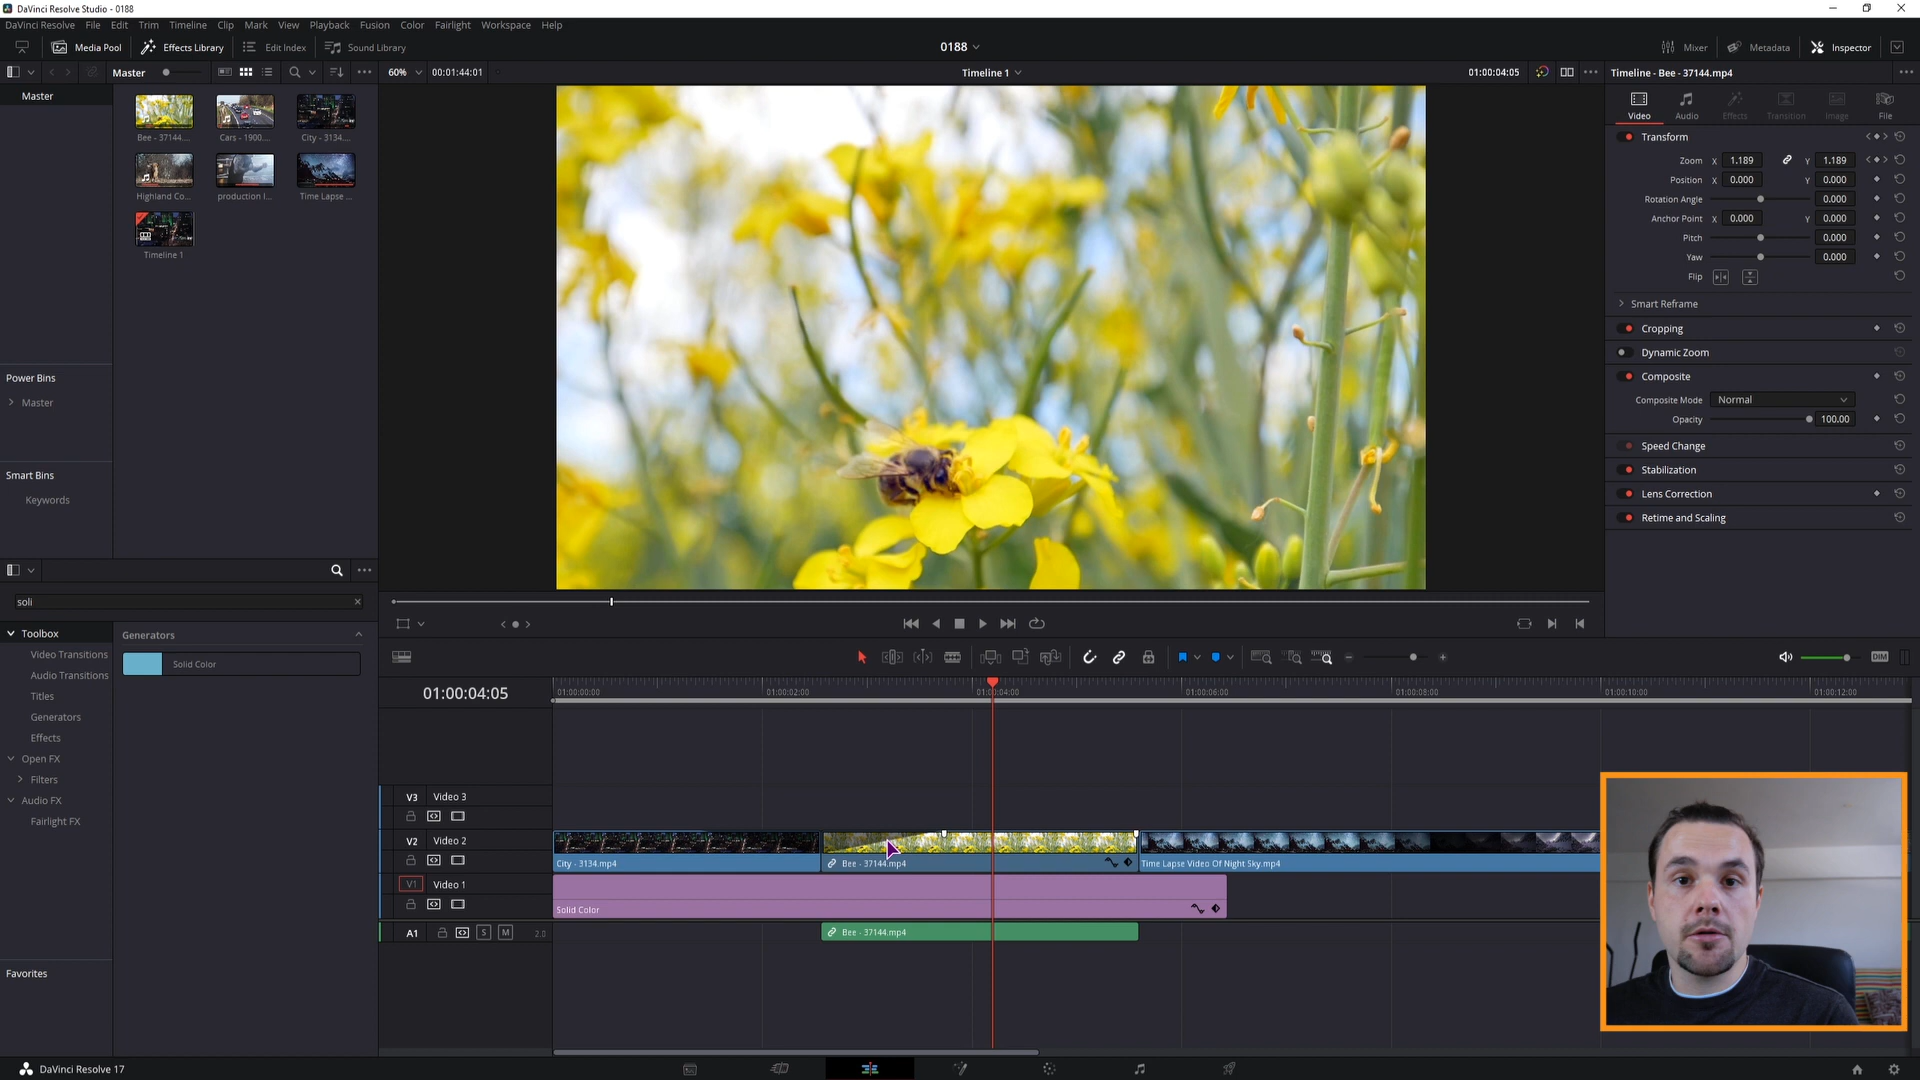 DaVinci Resolve Studio - 0188
DaVinci Resolve File Edit Trim Timeline Clip Mark View Playback Fusion Color Fairlight Workspace Help
Media Pool Effects Library Edit Index Sound Library 0188 Mixer Metadata Inspector
Master 60% 00:01:44:01 Timeline 1 01:00:04:05 Timeline - Bee - 37144.mp4
Master
Bee - 37144.... Cars - 1900.... City - 3134....
Highland Co... production I... Time Lapse ...
Timeline 1
Power Bins
Master
Smart Bins
Keywords
Video Audio Effects Transition Image File
Transform
Zoom X 1.189 Y 1.189
Position X 0.000 Y 0.000
Rotation Angle 0.000
Anchor Point X 0.000 Y 0.000
Pitch 0.000
Yaw 0.000
Flip
Smart Reframe
Cropping
Dynamic Zoom
Composite
Composite Mode Normal
Opacity 100.00
Speed Change
Stabilization
Lens Correction
Retime and Scaling
soli
Toolbox
Video Transitions
Audio Transitions
Titles
Generators
Effects
Open FX
Filters
Audio FX
Fairlight FX
Favorites
Generators
Solid Color
DIM
01:00:04:05 01:00:00:00 01:00:02:00 01:00:04:00 01:00:06:00 01:00:08:00 01:00:10:00 01:00:12:00
V3 Video 3
V2 Video 2
City - 3134.mp4 Bee - 37144.mp4 Time Lapse Video Of Night Sky.mp4
V1 Video 1
Solid Color
A1 S M 2.0 Bee - 37144.mp4
DaVinci Resolve 17